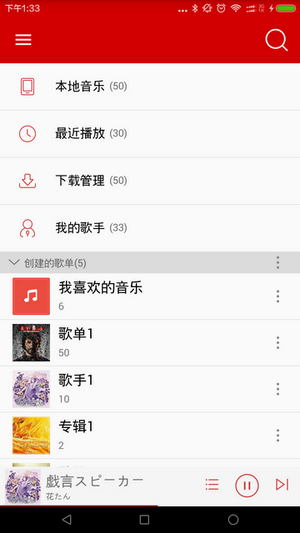 下午1:33
本地音乐 (50)
最近播放 (30)
下载管理 (50)
我的歌手 (33)
创建的歌单(5)
我喜欢的音乐
6
歌单1
50
歌手1
10
专辑1
2
戯言スピーカー
花たん